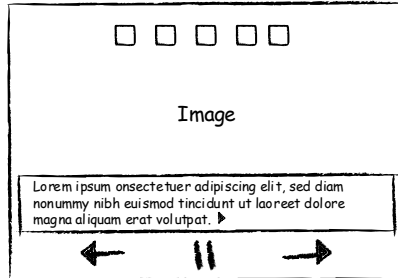 Image
Lorem ipsum onsectetuer adipiscing elit, sed diam
nonummy nibh euismod tincidunt ut laoreet dolore
magna aliquam erat volutpat.